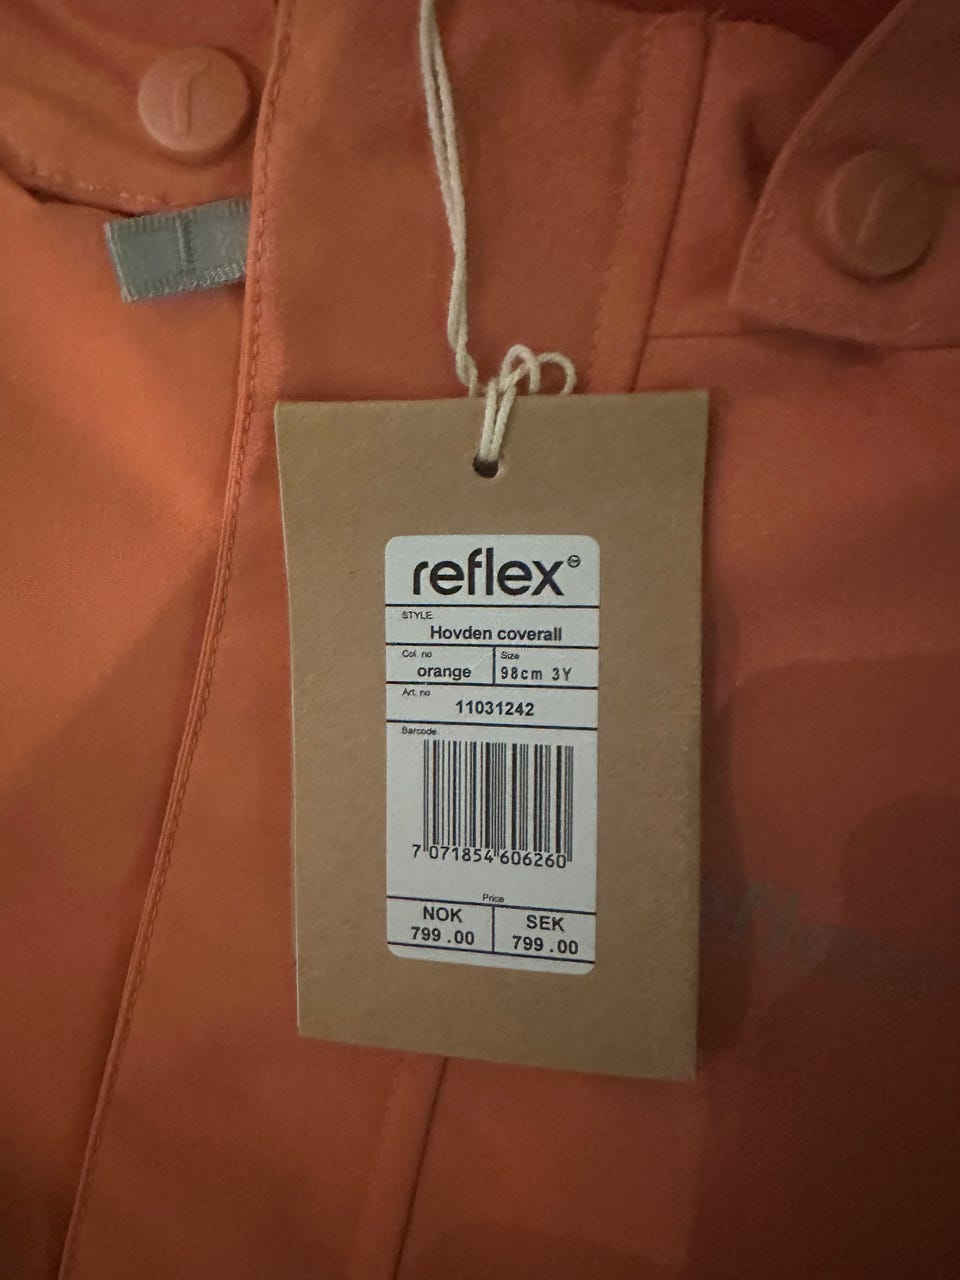 reflex
STYLE
Hovden coverall
Col. no
orange
Size
98cm 3Y
Art. no
11031242
Barcode
7 071854 606260
Price
NOK
799.00
SEK
799.00